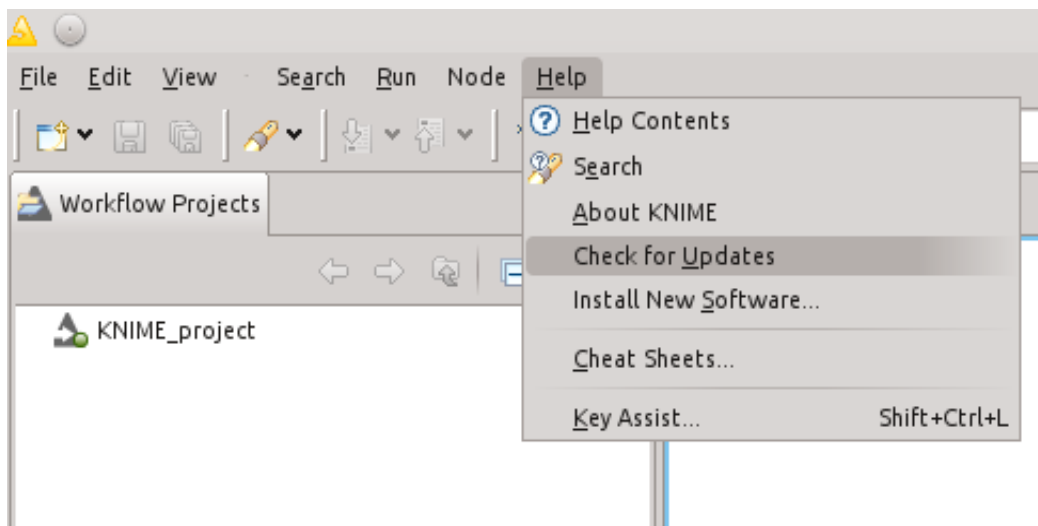 File Edit View Search Run Node Help
Help Contents
Search
Workflow Projects
About KNIME
Check for Updates
Install New Software...
KNIME_project
Cheat Sheets...
Key Assist... Shift+Ctrl+L